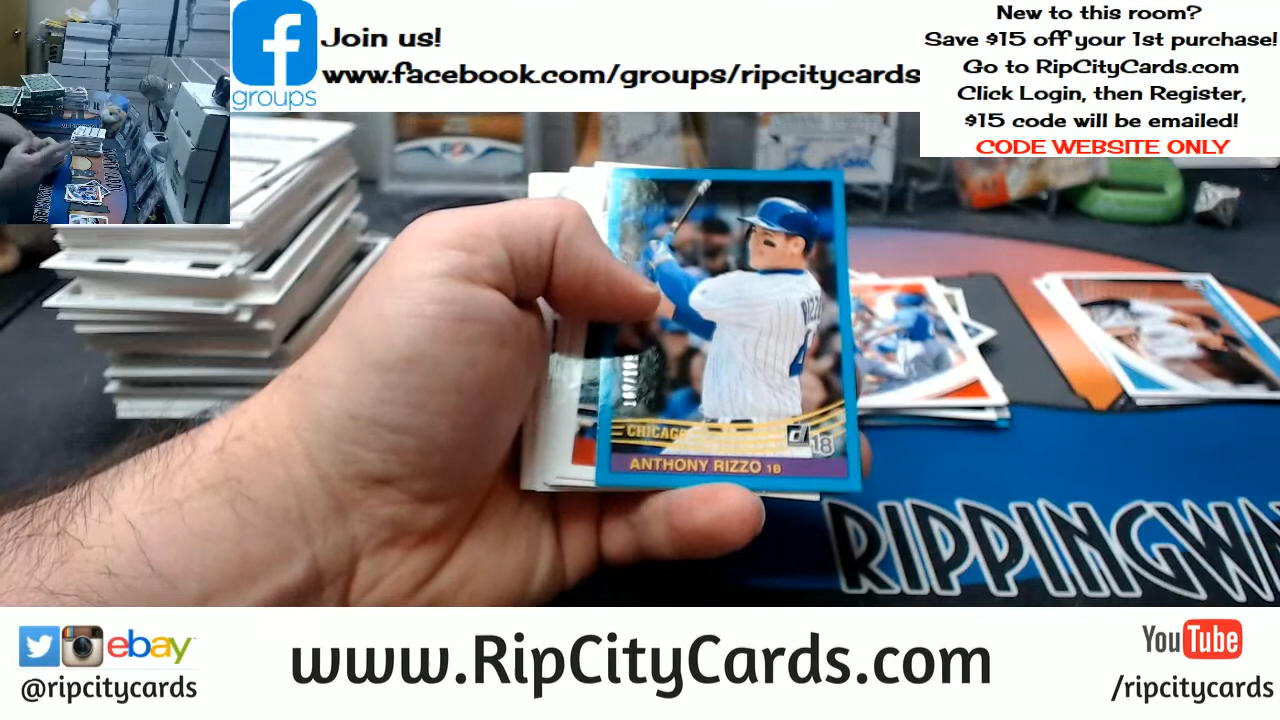 f
groups
Join us!
www.facebook.com/groups/ripcitycards
New to this room?
Save $15 off your 1st purchase!
Go to RipCityCards.com
Click Login, then Register,
$15 code will be emailed!
CODE WEBSITE ONLY
CHICAGO
18
ANTHONY RIZZO 1B
RIPPINGW
ebay
@ripcitycards
www.RipCityCards.com
YouTube
/ripcitycards